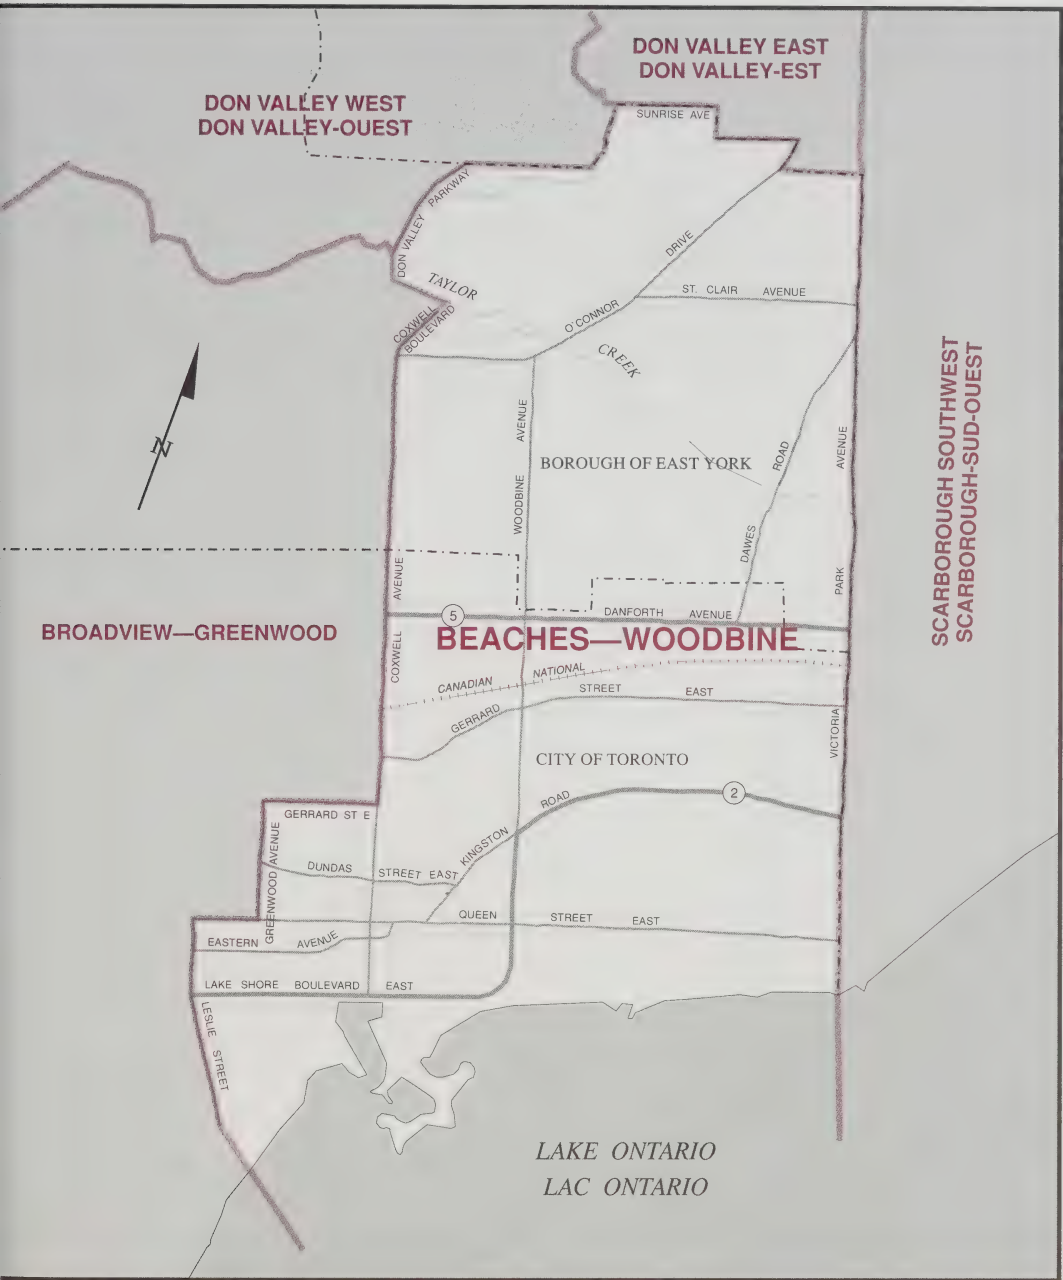 DON VALLEY EAST
DON VALLEY-EST
DON VALLEY WEST
DON VALLEY-OUEST
SUNRISE AVE
DON VALLEY PARKWAY
TAYLOR
CREEK
COXWELL
BOULEVARD
O'CONNOR DRIVE
ST. CLAIR AVENUE
N
WOODBINE AVENUE
BOROUGH OF EAST YORK
DAWES ROAD
VICTORIA PARK AVENUE
SCARBOROUGH SOUTHWEST
SCARBOROUGH-SUD-OUEST
COXWELL AVENUE
5
DANFORTH AVENUE
BROADVIEW—GREENWOOD
BEACHES—WOODBINE
CANADIAN NATIONAL
GERRARD STREET EAST
CITY OF TORONTO
2
KINGSTON ROAD
GERRARD ST E
GREENWOOD AVENUE
DUNDAS STREET EAST
QUEEN STREET EAST
EASTERN AVENUE
LAKE SHORE BOULEVARD EAST
LESLIE STREET
LAKE ONTARIO
LAC ONTARIO